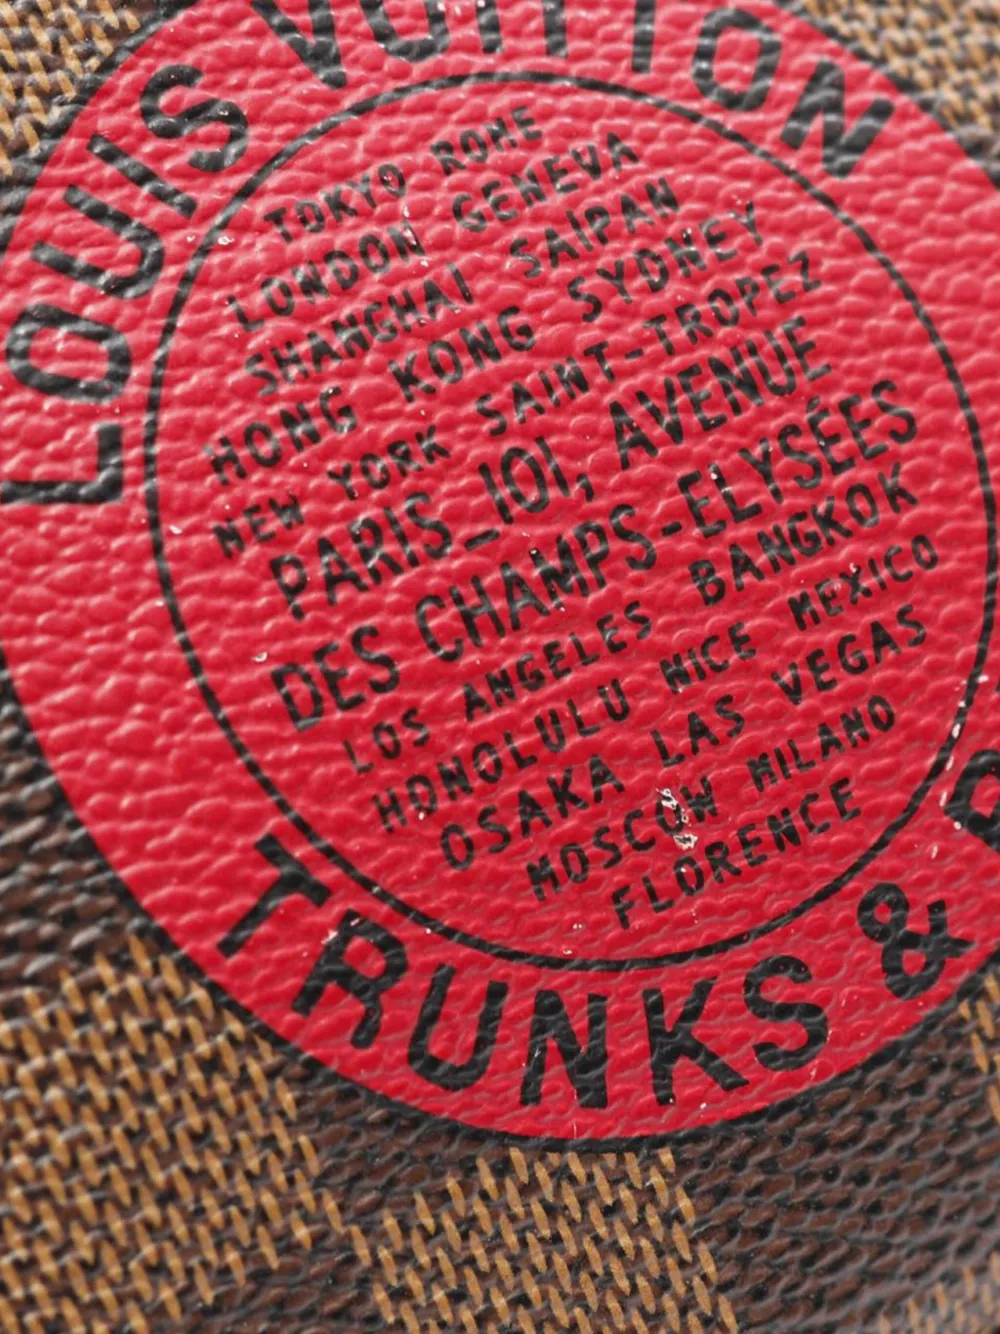 LOUIS VUITTON
TOKYO ROME
LONDON GENEVA
SHANGHAI SAIPAN
HONG KONG SYDNEY
NEW YORK SAINT-TROPEZ
PARIS_101, AVENUE
DES CHAMPS-ELYSÉES
LOS ANGELES BANGKOK
HONOLULU NICE MEXICO
OSAKA LAS VEGAS
MOSCOW MILANO
FLORENCE
TRUNKS &